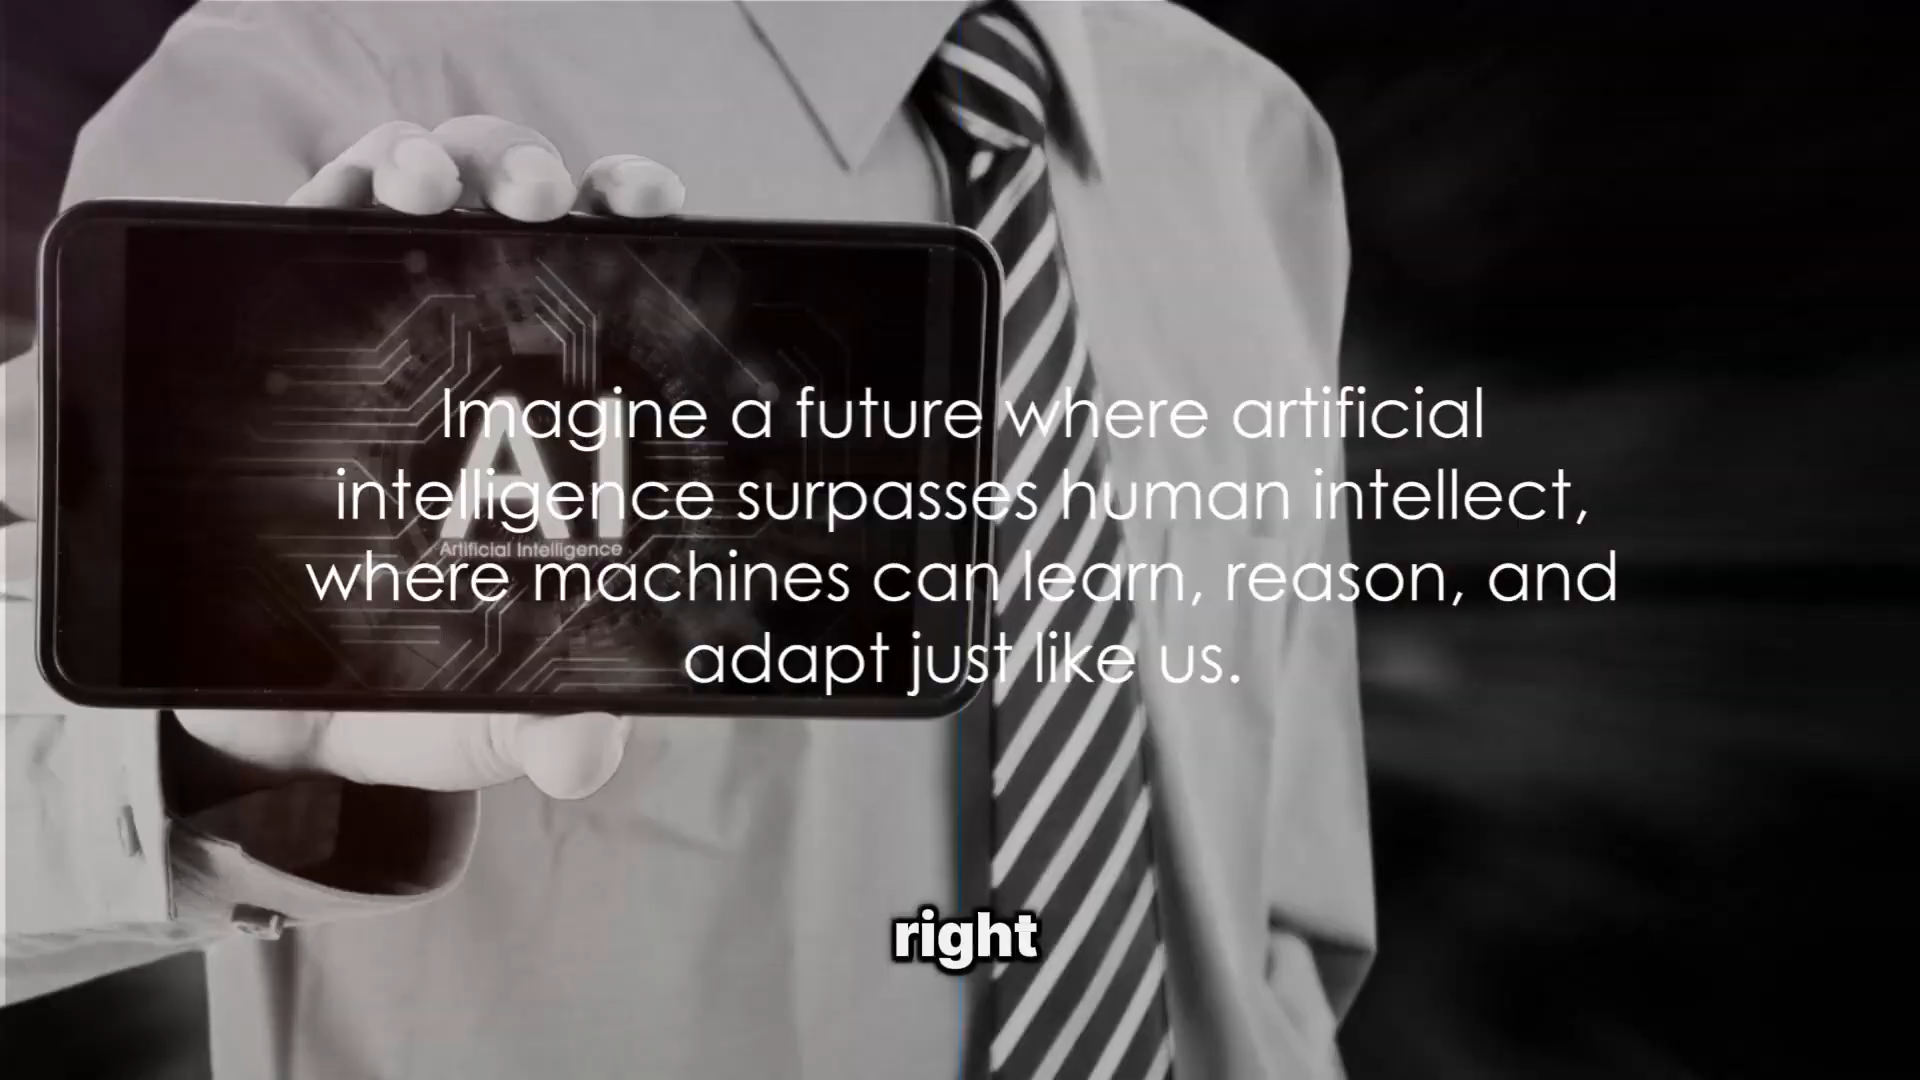 AI
Artificial Intelligence
Imagine a future where artificial
intelligence surpasses human intellect,
where machines can learn, reason, and
adapt just like us.
right